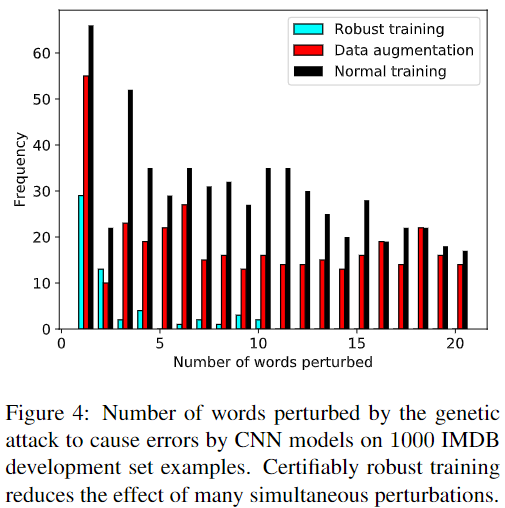 Robust training
Data augmentation
Normal training
60
50
40
30
20
10
0
Frequency
0 5 10 15 20
Number of words perturbed
Figure 4: Number of words perturbed by the genetic
attack to cause errors by CNN models on 1000 IMDB
development set examples. Certifiably robust training
reduces the effect of many simultaneous perturbations.